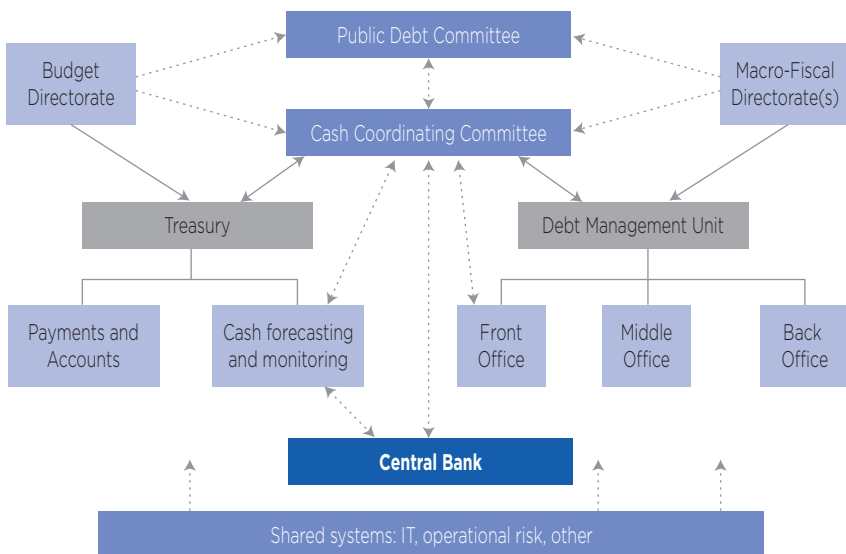 Public Debt Committee
Budget
Directorate
Macro-Fiscal
Directorate(s)
Cash Coordinating Committee
Treasury
Debt Management Unit
Payments and
Accounts
Cash forecasting
and monitoring
Front
Office
Middle
Office
Back
Office
Central Bank
Shared systems: IT, operational risk, other